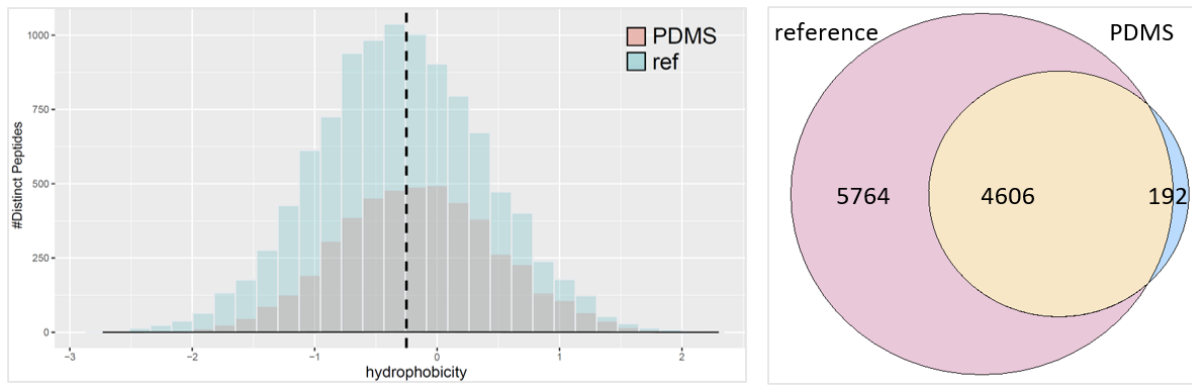 PDMS
ref
1000
750
500
250
0
#Distinct Peptides
−3 −2 −1 0 1 2
hydrophobicity
reference PDMS
5764 4606 192